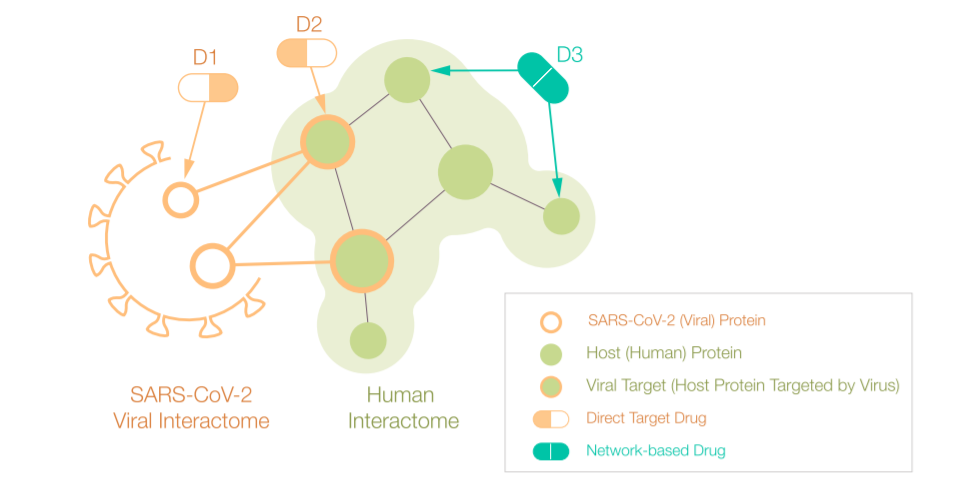 D1
D2
D3
SARS-CoV-2
Viral Interactome
Human
Interactome
SARS-CoV-2 (Viral) Protein
Host (Human) Protein
Viral Target (Host Protein Targeted by Virus)
Direct Target Drug
Network-based Drug